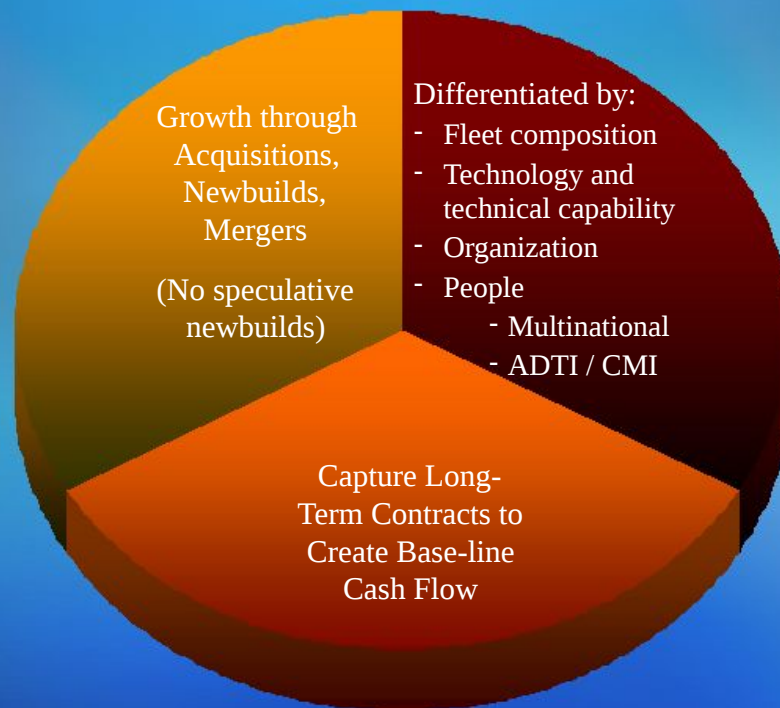 Growth through
Acquisitions,
Newbuilds,
Mergers
(No speculative
newbuilds)
Differentiated by:
- Fleet composition
- Technology and
technical capability
- Organization
- People
- Multinational
- ADTI / CMI
Capture Long-
Term Contracts to
Create Base-line
Cash Flow